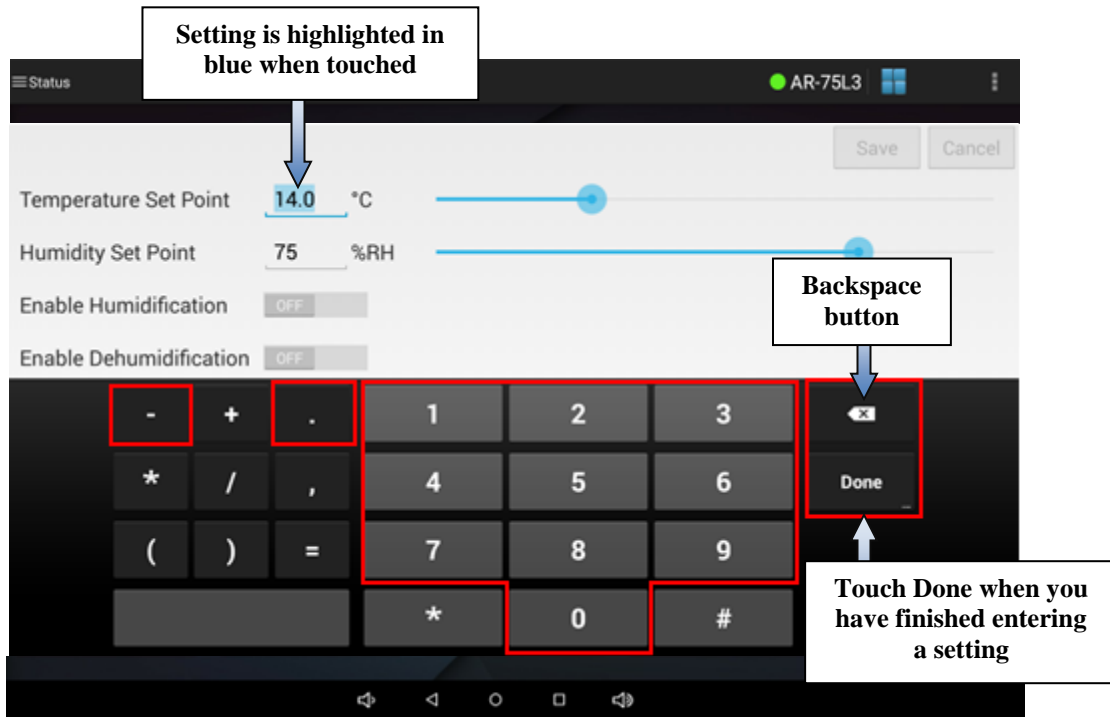 Setting is highlighted in
blue when touched
Status
AR-75L3
Save Cancel
Temperature Set Point 14.0 °C
Humidity Set Point 75 %RH
Enable Humidification OFF
Enable Dehumidification OFF
Backspace
button
- + . 1 2 3
* / , 4 5 6 Done
( ) = 7 8 9
* 0 #
Touch Done when you
have finished entering
a setting